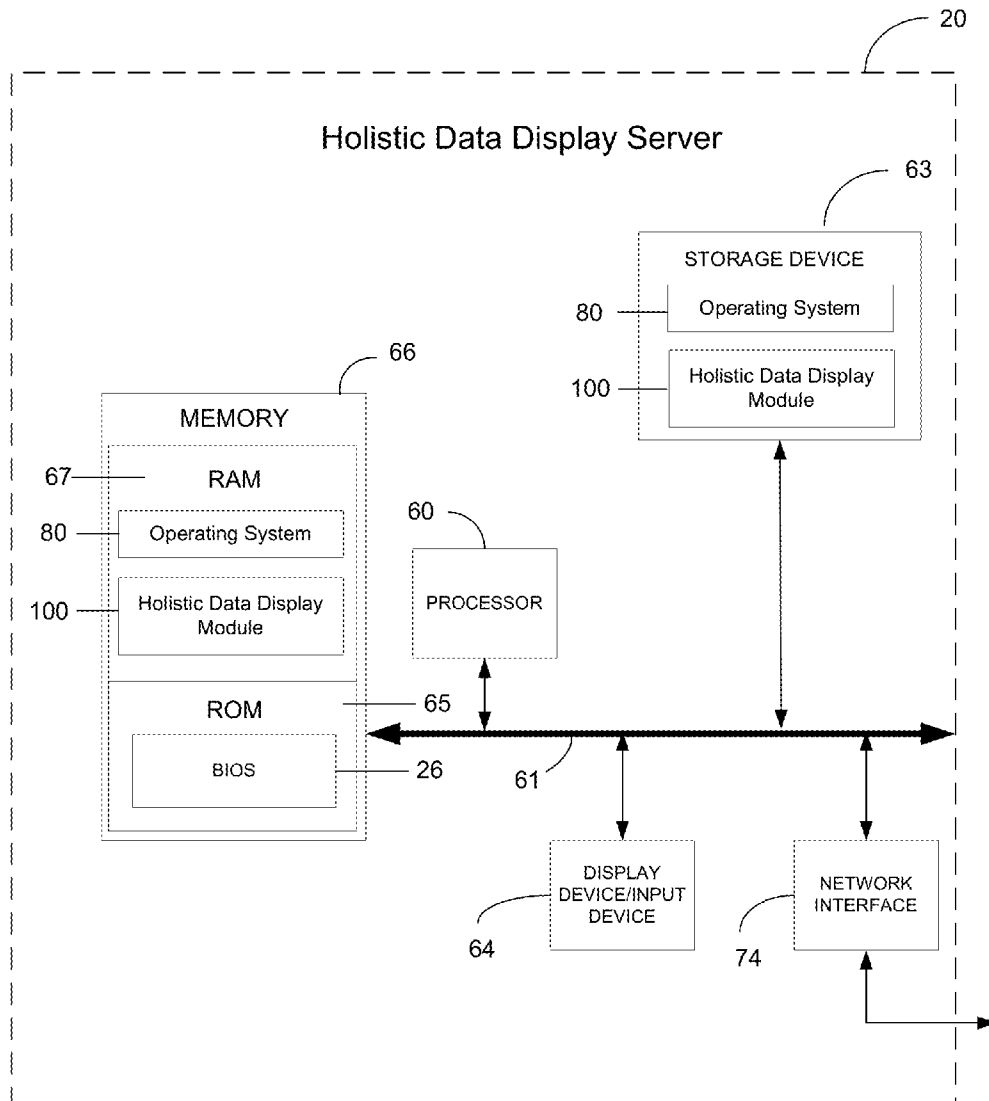 20
Holistic Data Display Server
63
STORAGE DEVICE
80
Operating System
100
Holistic Data Display
Module
66
MEMORY
67
RAM
80
Operating System
100
Holistic Data Display
Module
ROM
65
BIOS
26
60
PROCESSOR
61
DISPLAY
DEVICE/INPUT
DEVICE
64
NETWORK
INTERFACE
74